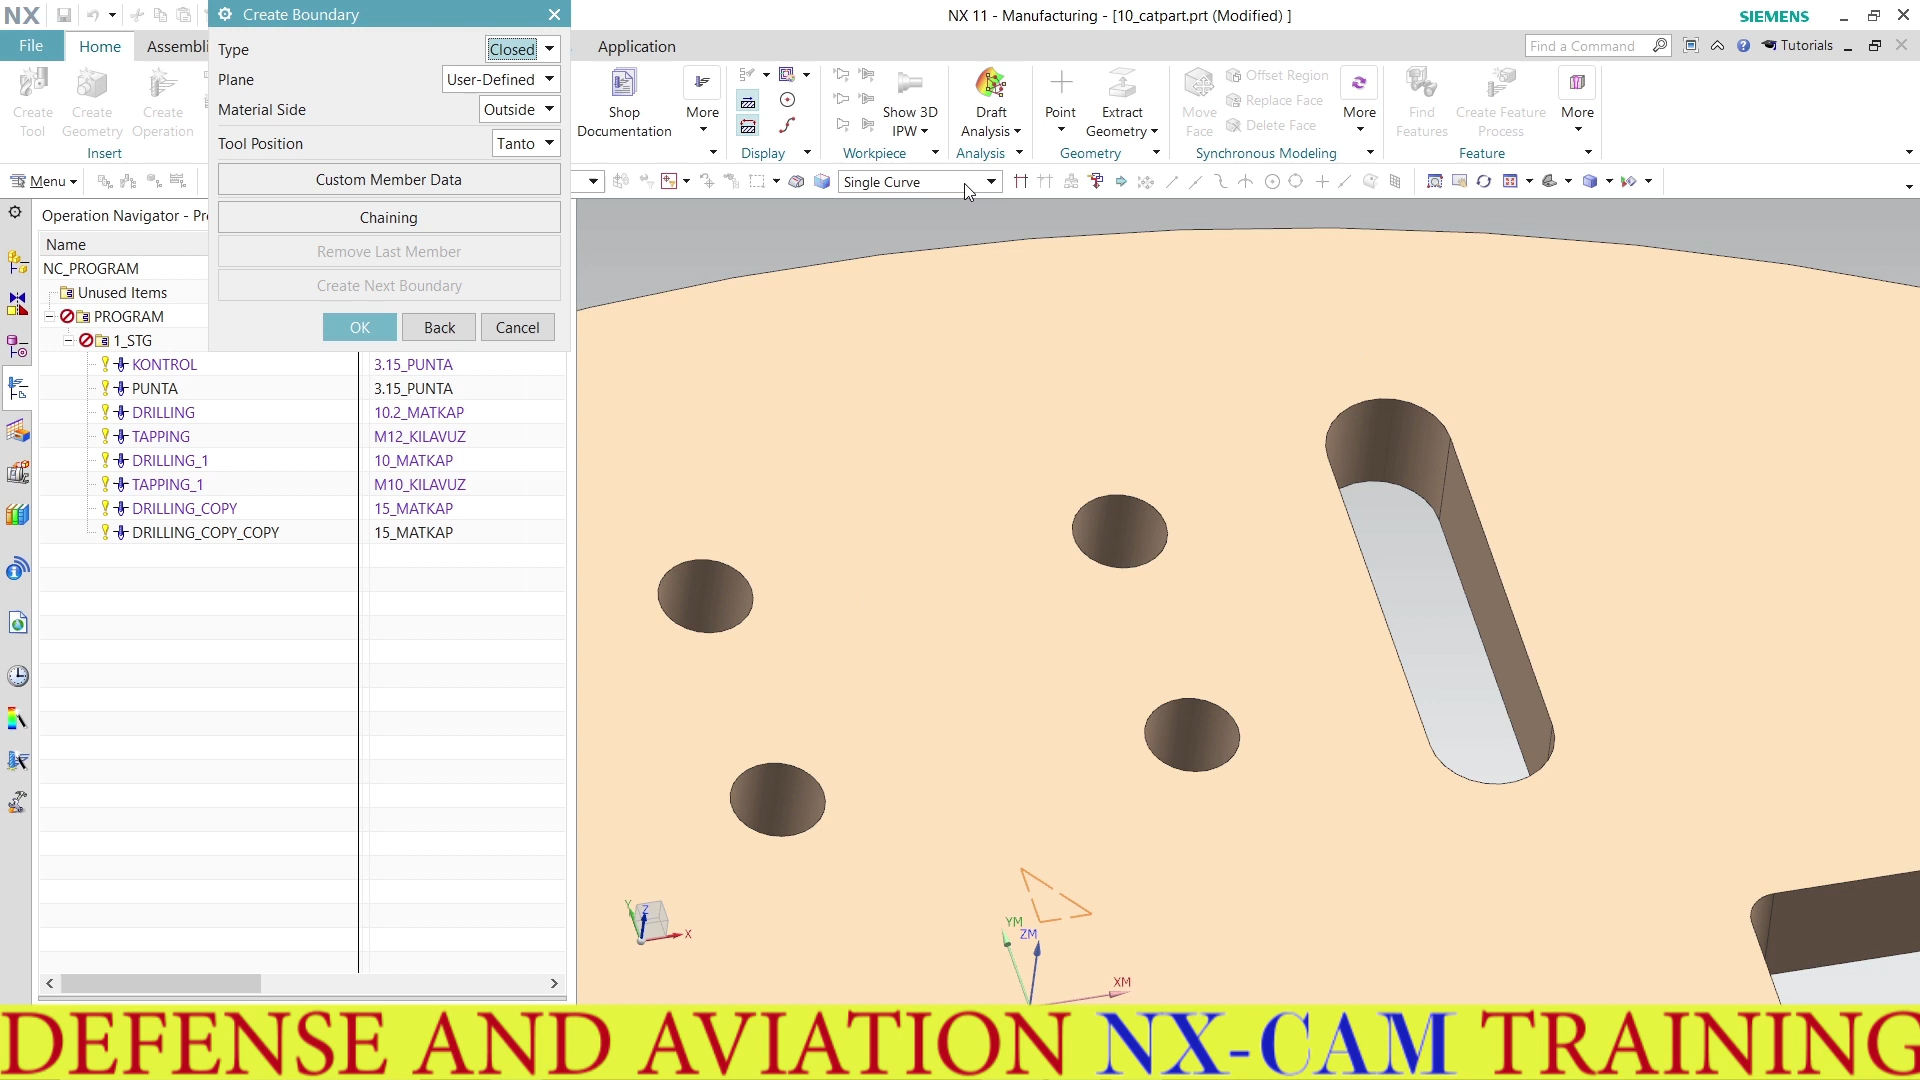 NX
Create Boundary
NX 11 - Manufacturing - [10_catpart.prt (Modified) ]
SIEMENS
File
Home
Assembli
Application
Find a Command
Tutorials
Type
Closed
Plane
User-Defined
Material Side
Outside
Tool Position
Tanto
Custom Member Data
Chaining
Remove Last Member
Create Next Boundary
OK
Back
Cancel
Create Tool
Create Geometry
Create Operation
Insert
Shop Documentation
More
Display
Show 3D IPW
Workpiece
Draft Analysis
Analysis
Point
Extract Geometry
Geometry
Move Face
Offset Region
Replace Face
Delete Face
More
Synchronous Modeling
Find Features
Create Feature Process
More
Feature
Menu
Single Curve
Operation Navigator - Pr
Name
NC_PROGRAM
Unused Items
PROGRAM
1_STG
KONTROL 3.15_PUNTA
PUNTA 3.15_PUNTA
DRILLING 10.2_MATKAP
TAPPING M12_KILAVUZ
DRILLING_1 10_MATKAP
TAPPING_1 M10_KILAVUZ
DRILLING_COPY 15_MATKAP
DRILLING_COPY_COPY 15_MATKAP
Y
Z
X
YM
ZM
XM
DEFENSE AND AVIATION NX-CAM TRAINING